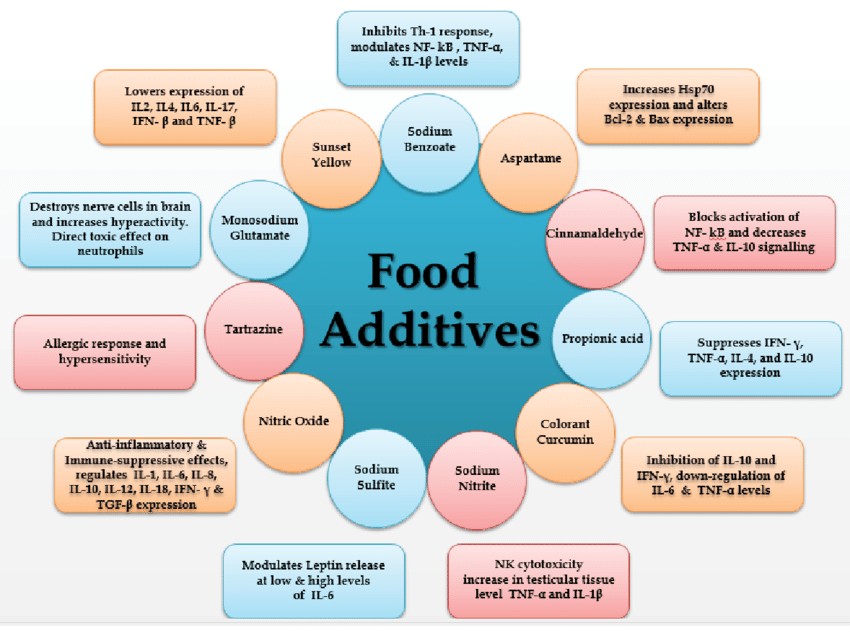 Inhibits Th-1 response,
modulates NF- kB , TNF-α,
& IL-1β levels
Lowers expression of
IL2, IL4, IL6, IL-17,
IFN- β and TNF- β
Increases Hsp70
expression and alters
Bcl-2 & Bax expression
Sunset
Yellow
Sodium
Benzoate
Aspartame
Destroys nerve cells in brain
and increases hyperactivity.
Direct toxic effect on
neutrophils
Monosodium
Glutamate
Cinnamaldehyde
Blocks activation of
NF- kB and decreases
TNF-α & IL-10 signalling
Food
Additives
Allergic response and
hypersensitivity
Tartrazine
Propionic acid
Suppresses IFN- γ,
TNF-α, IL-4, and IL-10
expression
Nitric Oxide
Colorant
Curcumin
Anti-inflammatory &
Immune-suppressive effects,
regulates IL-1, IL-6, IL-8,
IL-10, IL-12, IL-18, IFN- γ &
TGF-β expression
Sodium
Sulfite
Sodium
Nitrite
Inhibition of IL-10 and
IFN-γ, down-regulation of
IL-6 & TNF-α levels
Modulates Leptin release
at low & high levels
of IL-6
NK cytotoxicity
increase in testicular tissue
level TNF-α and IL-1β